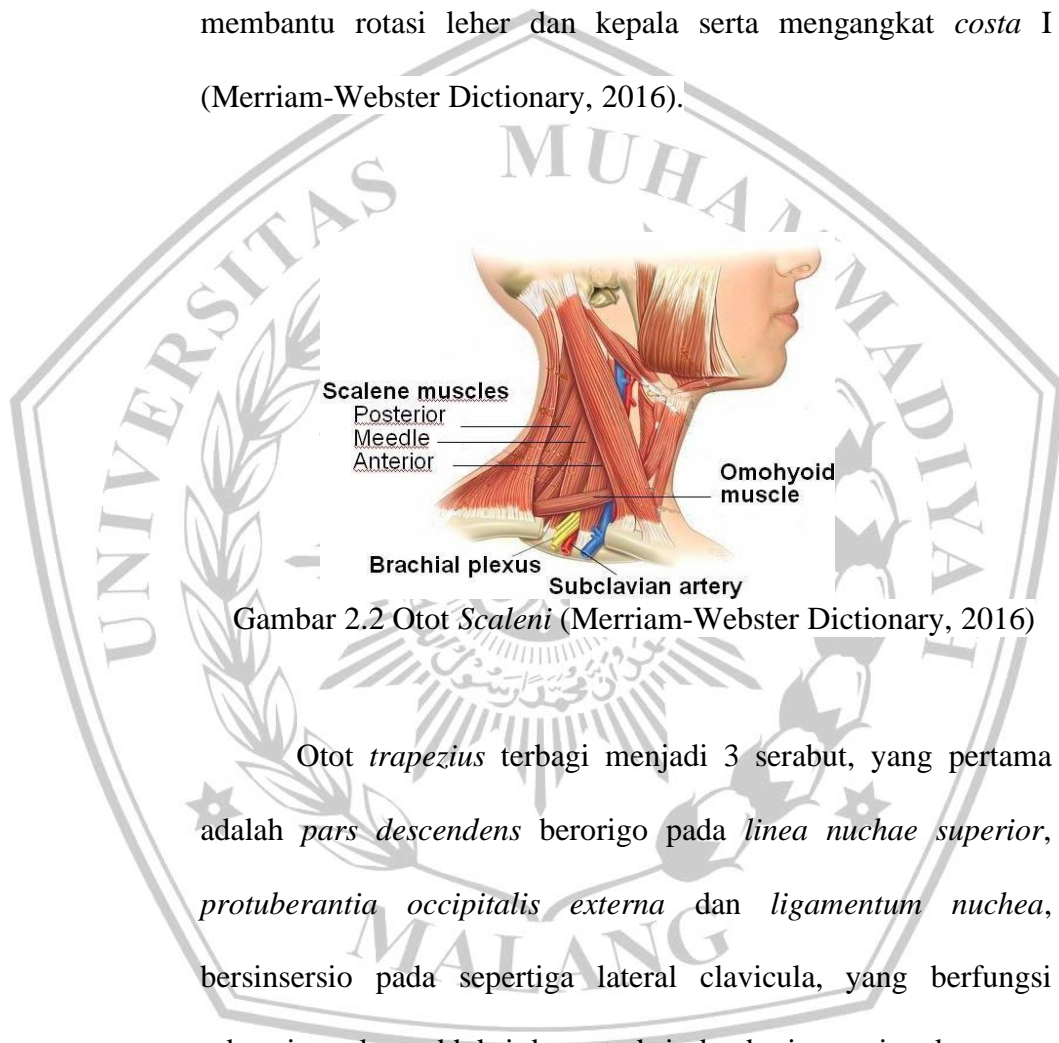 membantu rotasi leher dan kepala serta mengangkat costa I
(Merriam-Webster Dictionary, 2016).
UNIVERSITAS MUHAMMADIYAH
MALANG
Scalene muscles
Posterior
Meedle
Anterior
Omohyoid
muscle
Brachial plexus
Subclavian artery
Gambar 2.2 Otot Scaleni (Merriam-Webster Dictionary, 2016)
Otot trapezius terbagi menjadi 3 serabut, yang pertama
adalah pars descendens berorigo pada linea nuchae superior,
protuberantia occipitalis externa dan ligamentum nuchea,
bersinsersio pada sepertiga lateral clavicula, yang berfungsi